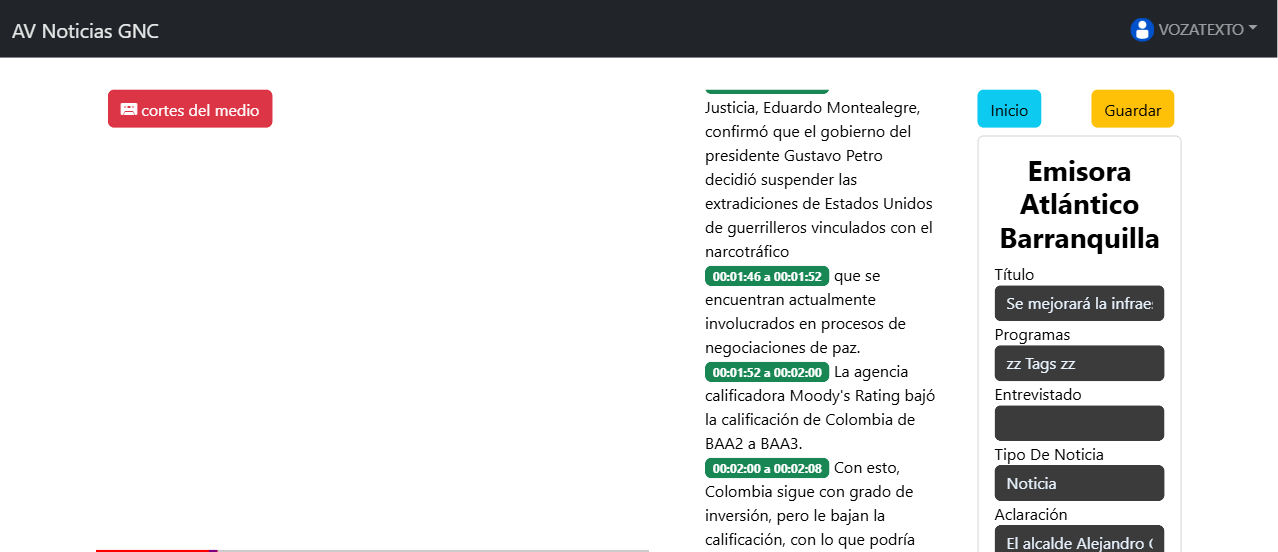 AV Noticias GNC
VOZATEXTO
cortes del medio
Justicia, Eduardo Montealegre,
confirmó que el gobierno del
presidente Gustavo Petro
decidió suspender las
extradiciones de Estados Unidos
de guerrilleros vinculados con el
narcotráfico
00:01:46 a 00:01:52 que se
encuentran actualmente
involucrados en procesos de
negociaciones de paz.
00:01:52 a 00:02:00 La agencia
calificadora Moody's Rating bajó
la calificación de Colombia de
BAA2 a BAA3.
00:02:00 a 00:02:08 Con esto,
Colombia sigue con grado de
inversión, pero le bajan la
calificación, con lo que podría
Inicio
Guardar
Emisora
Atlántico
Barranquilla
Título
Se mejorará la infraes
Programas
zz Tags zz
Entrevistado
Tipo De Noticia
Noticia
Aclaración
El alcalde Alejandro C